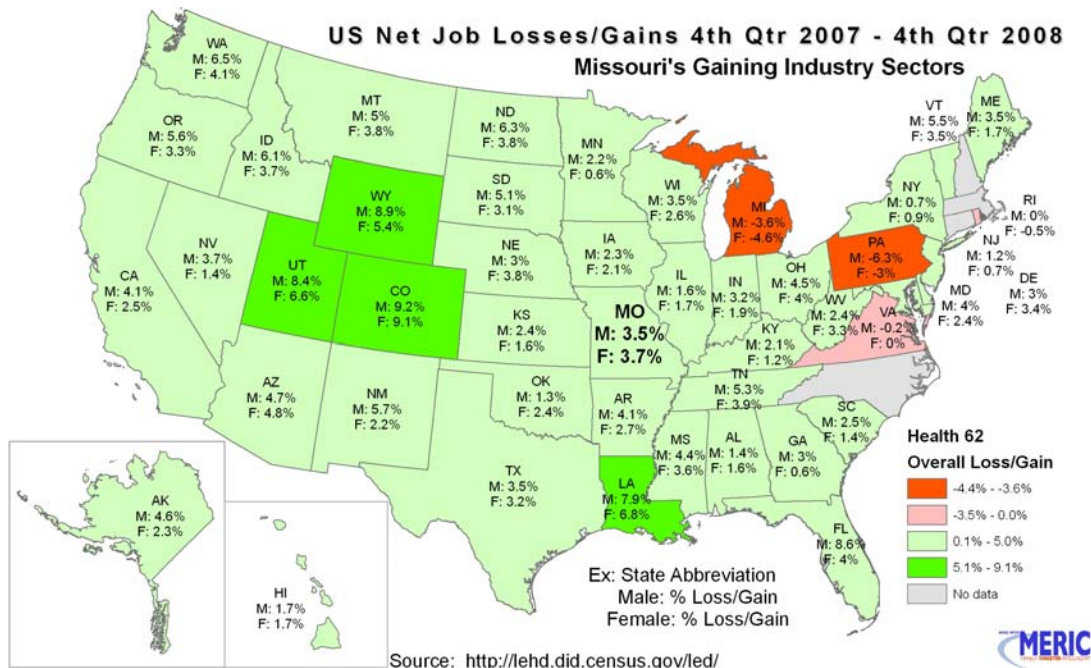 US Net Job Losses/Gains 4th Qtr 2007 - 4th Qtr 2008
Missouri's Gaining Industry Sectors
WA
M: 6.5%
F: 4.1%
OR
M: 5.6%
F: 3.3%
ID
M: 6.1%
F: 3.7%
MT
M: 5%
F: 3.8%
ND
M: 6.3%
F: 3.8%
MN
M: 2.2%
F: 0.6%
SD
M: 5.1%
F: 3.1%
WI
M: 3.5%
F: 2.6%
MI
M: -3.6%
F: -4.6%
VT
M: 5.5%
F: 3.5%
ME
M: 3.5%
F: 1.7%
NY
M: 0.7%
F: 0.9%
RI
M: 0%
F: -0.5%
NJ
M: 1.2%
F: 0.7%
DE
M: 3%
F: 3.4%
MD
M: 4%
F: 2.4%
PA
M: -6.3%
F: -3%
WY
M: 8.9%
F: 5.4%
NV
M: 3.7%
F: 1.4%
UT
M: 8.4%
F: 6.6%
CO
M: 9.2%
F: 9.1%
CA
M: 4.1%
F: 2.5%
NE
M: 3%
F: 3.8%
IA
M: 2.3%
F: 2.1%
KS
M: 2.4%
F: 1.6%
MO
M: 3.5%
F: 3.7%
IL
M: 1.6%
F: 1.7%
IN
M: 3.2%
F: 1.9%
OH
M: 4.5%
F: 4%
WV
M: 2.4%
F: 3.3%
VA
M: -0.2%
F: 0%
KY
M: 2.1%
F: 1.2%
TN
M: 5.3%
F: 3.9%
AZ
M: 4.7%
F: 4.8%
NM
M: 5.7%
F: 2.2%
OK
M: 1.3%
F: 2.4%
AR
M: 4.1%
F: 2.7%
MS
M: 4.4%
F: 3.6%
AL
M: 1.4%
F: 1.6%
GA
M: 3%
F: 0.6%
SC
M: 2.5%
F: 1.4%
TX
M: 3.5%
F: 3.2%
LA
M: 7.9%
F: 6.8%
FL
M: 8.6%
F: 4%
AK
M: 4.6%
F: 2.3%
HI
M: 1.7%
F: 1.7%
Health 62
Overall Loss/Gain
-4.4% - -3.6%
-3.5% - 0.0%
0.1% - 5.0%
5.1% - 9.1%
No data
Ex: State Abbreviation
Male: % Loss/Gain
Female: % Loss/Gain
Source: http://lehd.did.census.gov/led/
MERIC